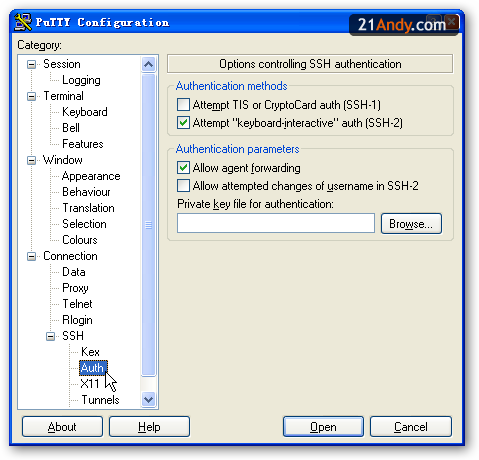 PuTTY Configuration
21Andy.com
Category:
Session
Logging
Terminal
Keyboard
Bell
Features
Window
Appearance
Behaviour
Translation
Selection
Colours
Connection
Data
Proxy
Telnet
Rlogin
SSH
Kex
Auth
X11
Tunnels
Options controlling SSH authentication
Authentication methods
Attempt TIS or CryptoCard auth (SSH-1)
Attempt "keyboard-interactive" auth (SSH-2)
Authentication parameters
Allow agent forwarding
Allow attempted changes of username in SSH-2
Private key file for authentication:
Browse...
About
Help
Open
Cancel